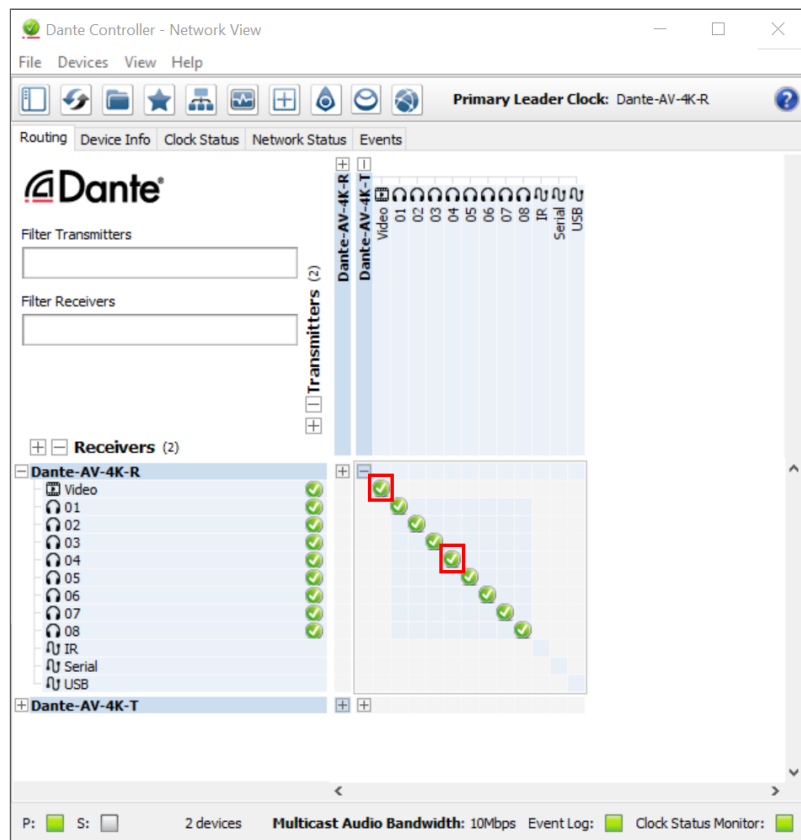 Dante Controller - Network View
File Devices View Help
Primary Leader Clock: Dante-AV-4K-R
?
Routing Device Info Clock Status Network Status Events
Dante®
Filter Transmitters
Filter Receivers
Transmitters (2)
Dante-AV-4K-R
Dante-AV-4K-T
Video
01
02
03
04
05
06
07
08
IR
Serial
USB
Receivers (2)
Dante-AV-4K-R
Video
01
02
03
04
05
06
07
08
IR
Serial
USB
Dante-AV-4K-T
P: S: 2 devices Multicast Audio Bandwidth: 10Mbps Event Log: Clock Status Monitor: